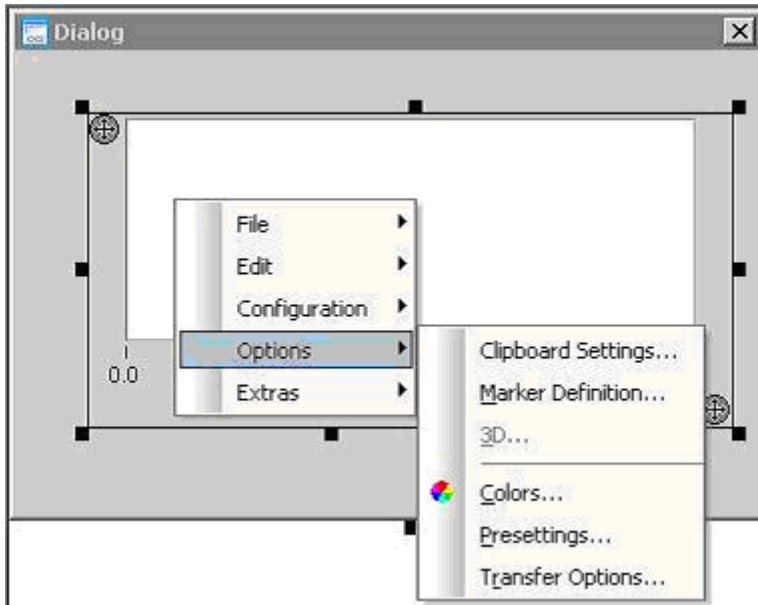 Dialog
File
Edit
Configuration
Options
Extras
0.0
Clipboard Settings...
Marker Definition...
3D...
Colors...
Presettings...
Transfer Options...